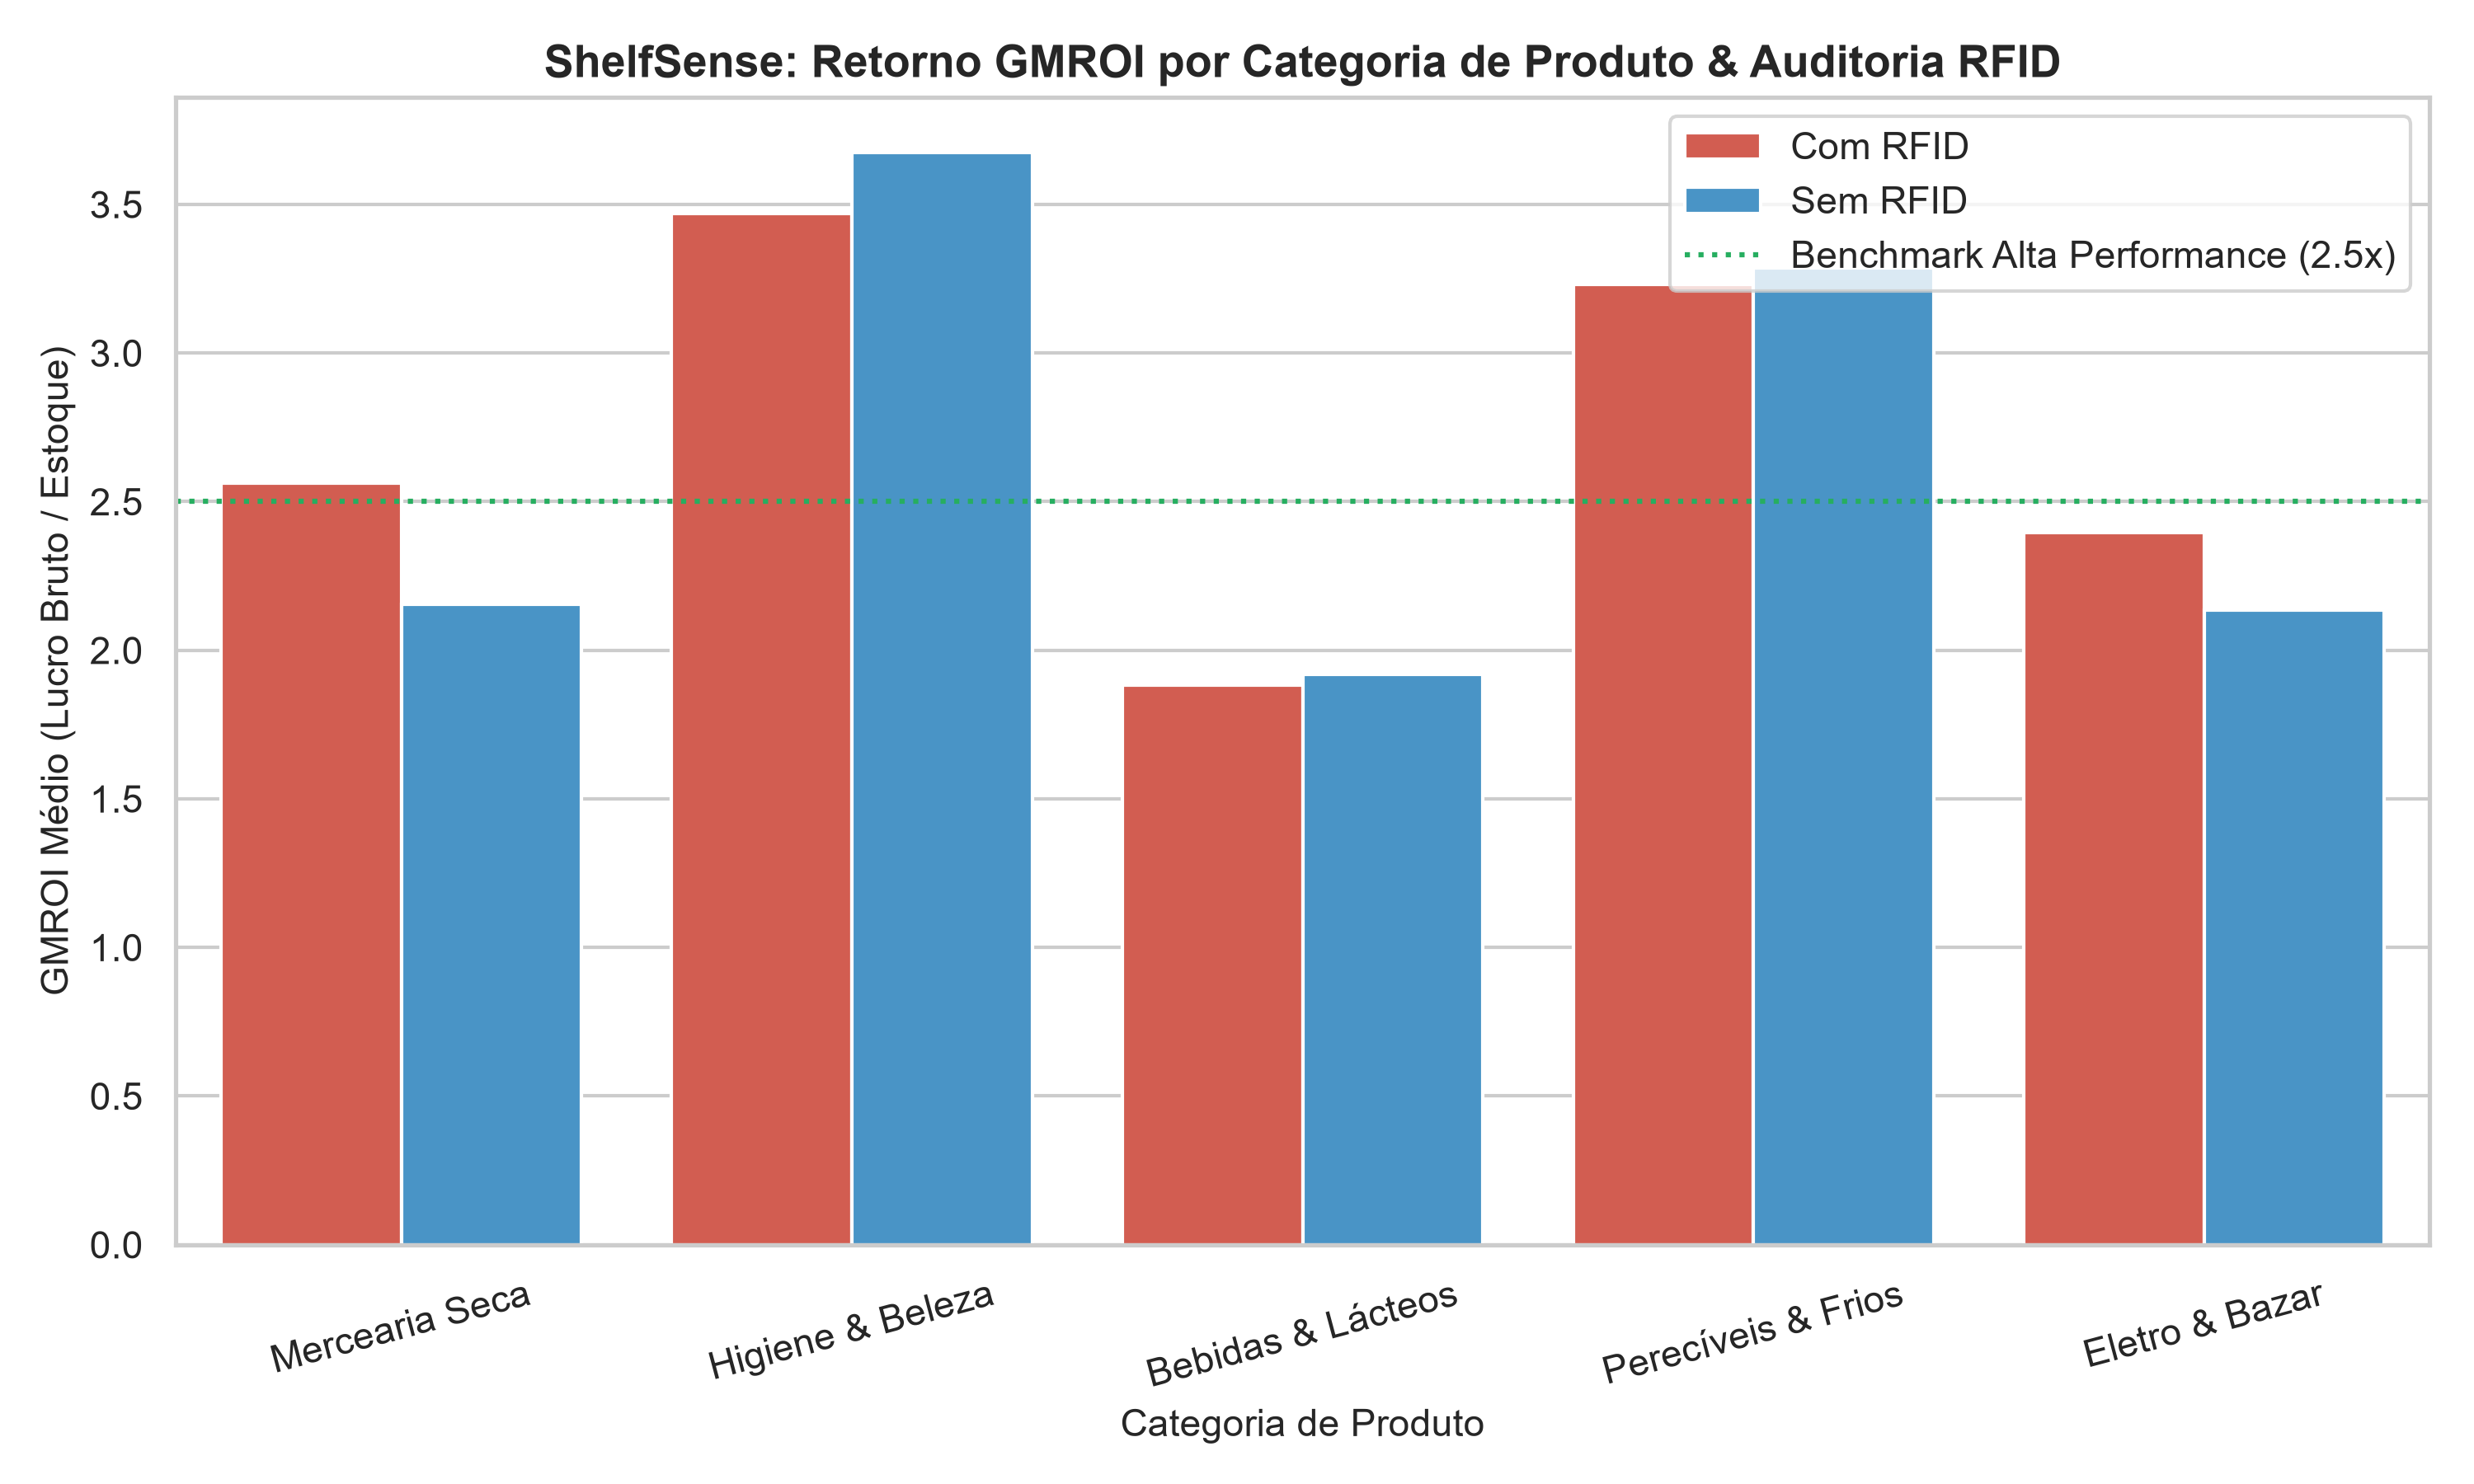 ShelfSense: Retorno GMROI por Categoria de Produto & Auditoria RFID
Com RFID
Sem RFID
Benchmark Alta Performance (2.5x)
GMROI Médio (Lucro Bruto / Estoque)
3.5
3.0
2.5
2.0
1.5
1.0
0.5
0.0
Mercearia Seca
Higiene & Beleza
Bebidas & Lácteos
Perecíveis & Frios
Eletro & Bazar
Categoria de Produto